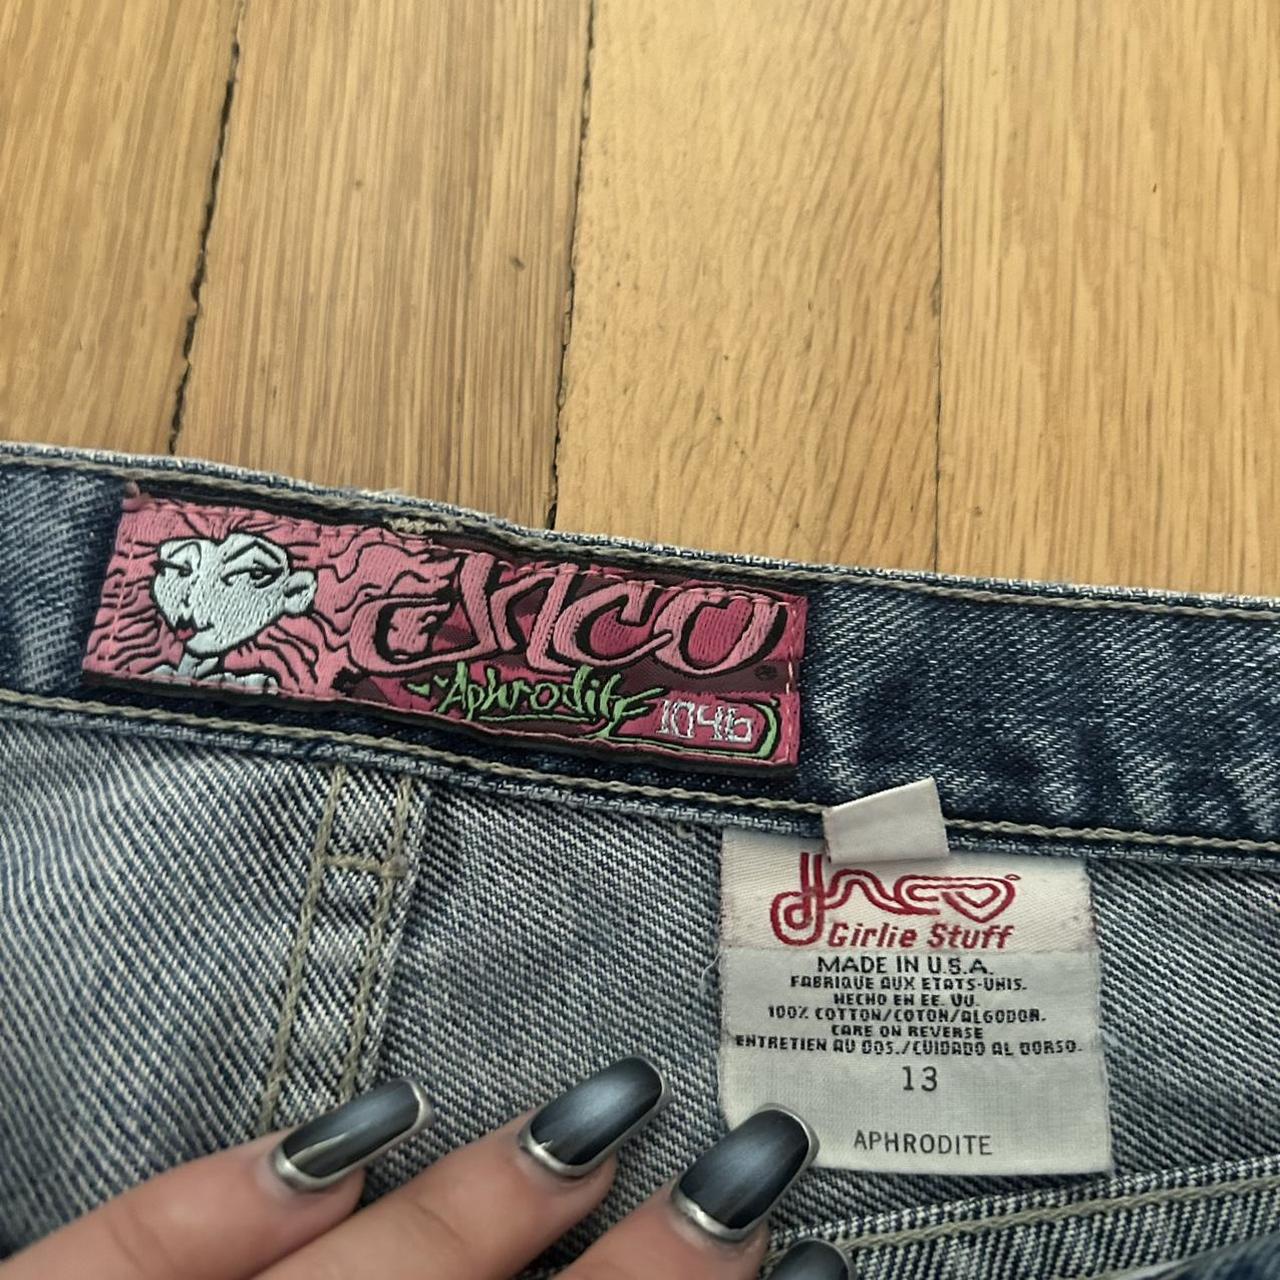 JNCO
Aphrodite
1046
JNCO
Girlie Stuff
MADE IN U.S.A.
FABRIQUE AUX ETATS-UNIS.
HECHO EN EE. UU.
100% COTTON/COTON/ALGODON.
CARE ON REVERSE
ENTRETIEN AU DOS./CUIDADO AL DORSO.
13
APHRODITE